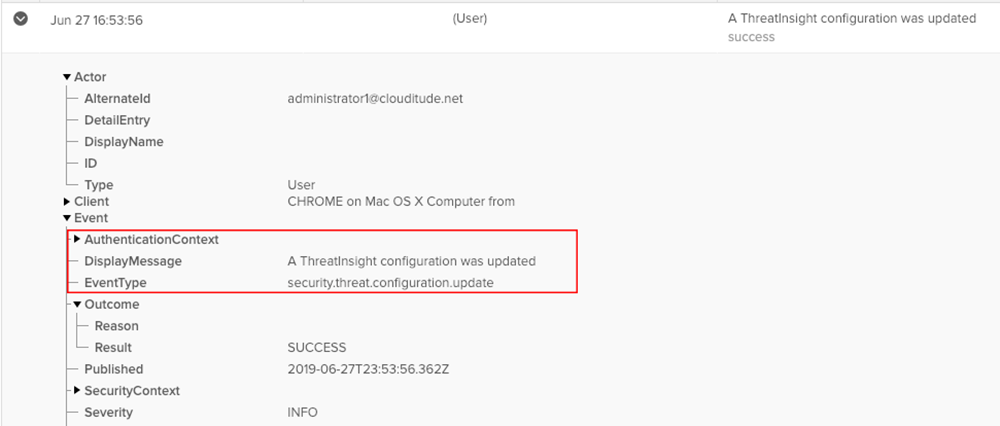 Jun 27 16:53:56 (User) A ThreatInsight configuration was updated
success
Actor
AlternateId administrator1@clouditude.net
DetailEntry
DisplayName
ID
Type User
Client CHROME on Mac OS X Computer from
Event
AuthenticationContext
DisplayMessage A ThreatInsight configuration was updated
EventType security.threat.configuration.update
Outcome
Reason
Result SUCCESS
Published 2019-06-27T23:53:56.362Z
SecurityContext
Severity INFO